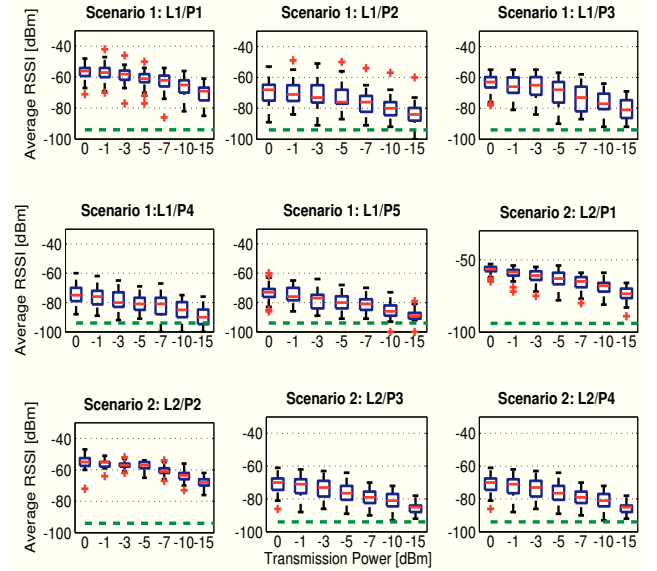 Scenario 1: L1/P1
Scenario 1: L1/P2
Scenario 1: L1/P3
Average RSSI [dBm]
-40
-60
-80
-100
0 -1 -3 -5 -7 -10 -15
-40
-60
-80
-100
0 -1 -3 -5 -7 -10 -15
-40
-60
-80
-100
0 -1 -3 -5 -7 -10 -15
Scenario 1:L1/P4
Scenario 1: L1/P5
Scenario 2: L2/P1
Average RSSI [dBm]
-40
-60
-80
-100
0 -1 -3 -5 -7 -10 -15
-40
-60
-80
-100
0 -1 -3 -5 -7 -10 -15
-50
-100
0 -1 -3 -5 -7 -10 -15
Scenario 2: L2/P2
Scenario 2: L2/P3
Scenario 2: L2/P4
Average RSSI [dBm]
-40
-60
-80
-100
0 -1 -3 -5 -7 -10 -15
-40
-60
-80
-100
0 -1 -3 -5 -7 -10 -15
-40
-60
-80
-100
0 -1 -3 -5 -7 -10 -15
Transmission Power [dBm]